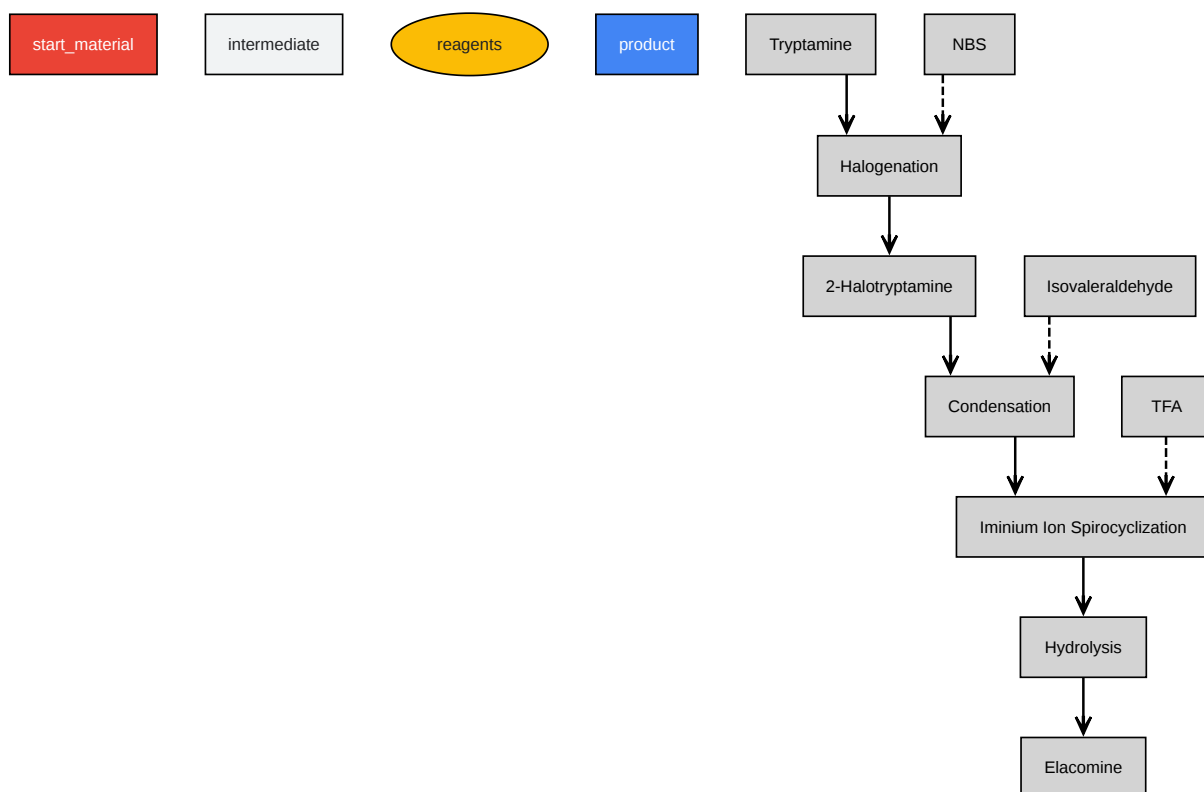 start_material
intermediate
reagents
product
Tryptamine
NBS
Halogenation
2-Halotryptamine
Isovaleraldehyde
Condensation
TFA
Iminium Ion Spirocyclization
Hydrolysis
Elacomine